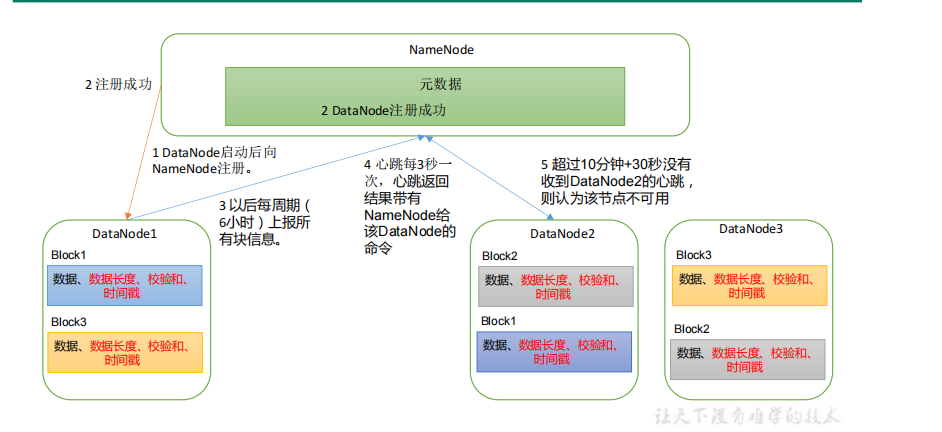 NameNode
元数据
2 DataNode注册成功
2 注册成功
1 DataNode启动后向
NameNode注册。
3 以后每周期（
6小时）上报所
有块信息。
4 心跳每3秒一
次，心跳返回
结果带有
NameNode给
该DataNode的
命令
5 超过10分钟+30秒没有
收到DataNode2的心跳，
则认为该节点不可用
DataNode1
Block1
数据、数据长度、校验和、
时间戳
Block3
数据、数据长度、校验和、
时间戳
DataNode2
Block2
数据、数据长度、校验和、
时间戳
Block1
数据、数据长度、校验和、
时间戳
DataNode3
Block3
数据、数据长度、校验和、
时间戳
Block2
数据、数据长度、校验和、
时间戳
让天下没有难学的技术